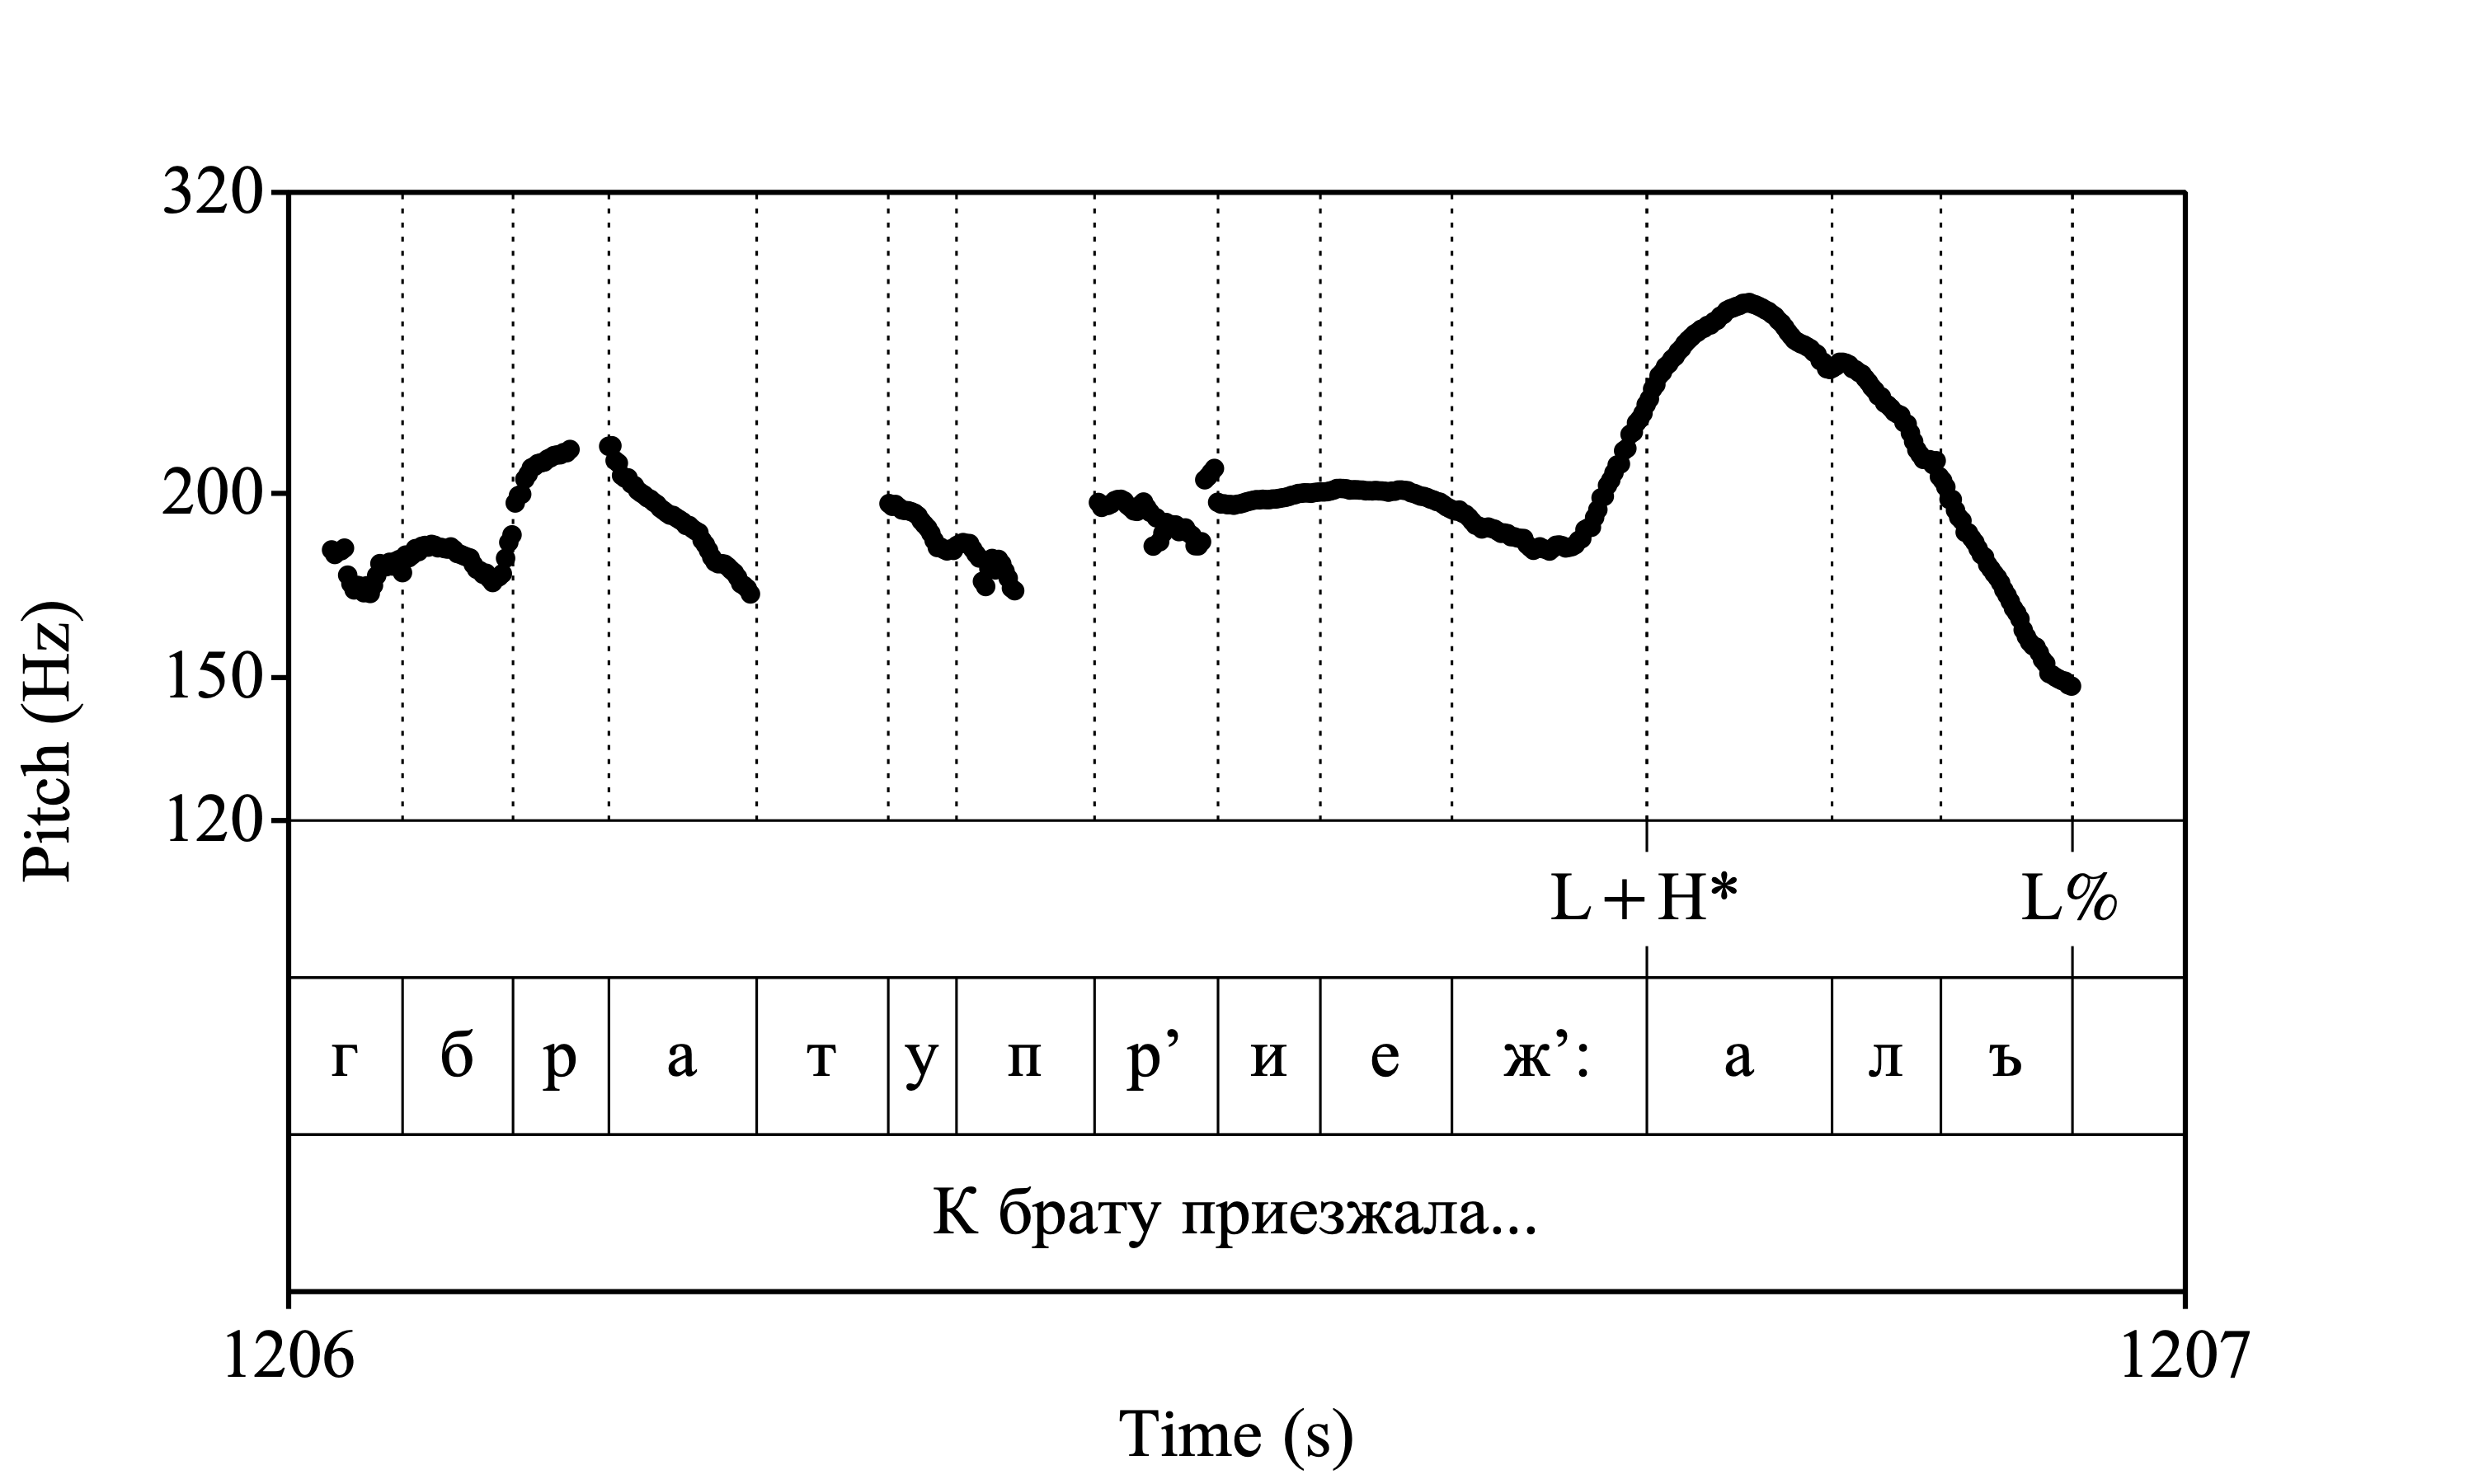 320
200
150
120
Pitch (Hz)
L + H* L%
г б р а т у п р’ и е ж’: а л ъ
К брату приезжала...
1206 1207
Time (s)